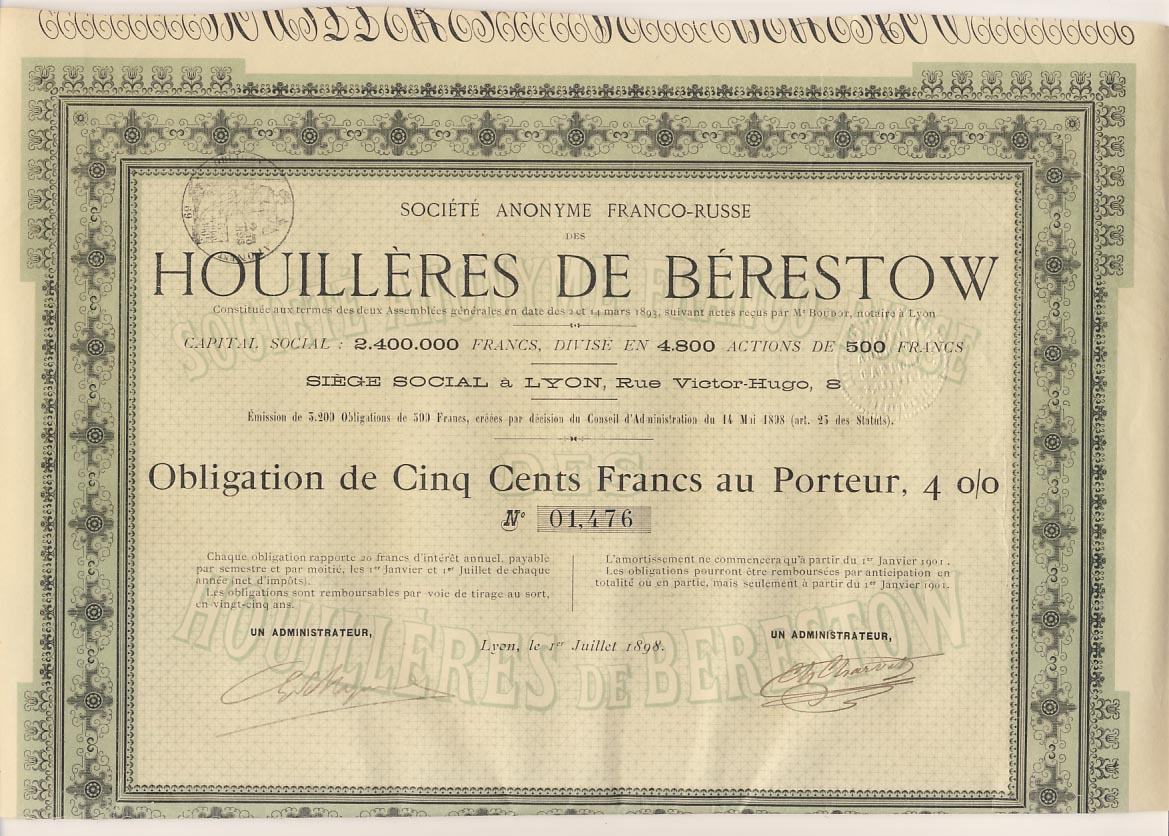 SOCIÉTÉ ANONYME FRANCO-RUSSE
DES
HOUILLÈRES DE BÉRESTOW
Constituée aux termes des deux Assemblées générales en date des 2 et 14 mars 1893, suivant actes reçus par Me BOUDOT, notaire à Lyon
CAPITAL SOCIAL : 2.400.000 FRANCS, DIVISÉ EN 4.800 ACTIONS DE 500 FRANCS
SIÈGE SOCIAL à LYON, Rue Victor-Hugo, 8
Émission de 3.200 Obligations de 500 Francs, créées par décision du Conseil d'Administration du 14 Mai 1898 (art. 25 des Statuts).
Obligation de Cinq Cents Francs au Porteur, 4 o/o
N° 01,476
Chaque obligation rapporte 20 francs d'intérêt annuel, payable
par semestre et par moitié, les 1er Janvier et 1er Juillet de chaque
année (net d'impôts).
Les obligations sont remboursables par voie de tirage au sort,
en vingt-cinq ans.
L'amortissement ne commencera qu'à partir du 1er Janvier 1901.
Les obligations pourront être remboursées par anticipation en
totalité ou en partie, mais seulement à partir du 1er Janvier 1901.
UN ADMINISTRATEUR,
Lyon, le 1er Juillet 1898.
UN ADMINISTRATEUR,
SOCIÉTÉ ANONYME FRANCO-RUSSE
DES
HOUILLÈRES DE BÉRESTOW